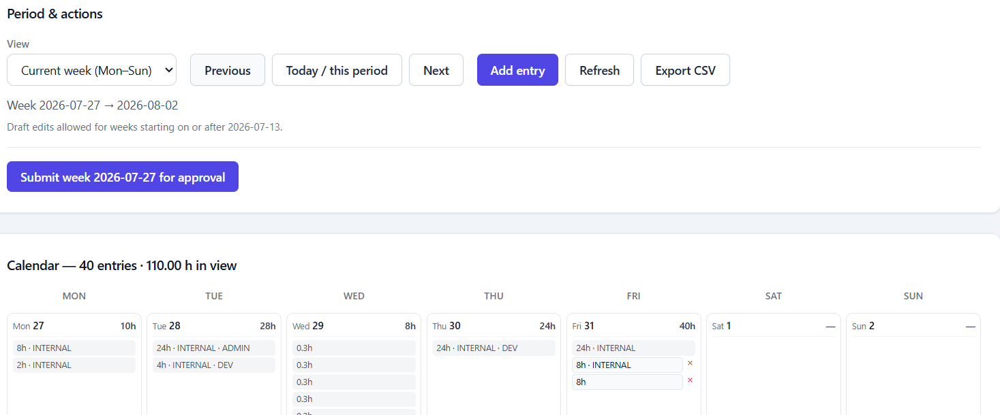 Period & actions
View
Current week (Mon–Sun) Previous Today / this period Next Add entry Refresh Export CSV
Week 2026-07-27 → 2026-08-02
Draft edits allowed for weeks starting on or after 2026-07-13.
Submit week 2026-07-27 for approval
Calendar — 40 entries · 110.00 h in view
MON TUE WED THU FRI SAT SUN
Mon 27 10h Tue 28 28h Wed 29 8h Thu 30 24h Fri 31 40h Sat 1 — Sun 2 —
8h · INTERNAL 24h · INTERNAL · ADMIN 0.3h 24h · INTERNAL · DEV 24h · INTERNAL
2h · INTERNAL 4h · INTERNAL · DEV 0.3h 8h · INTERNAL ×
0.3h 8h ×
0.3h